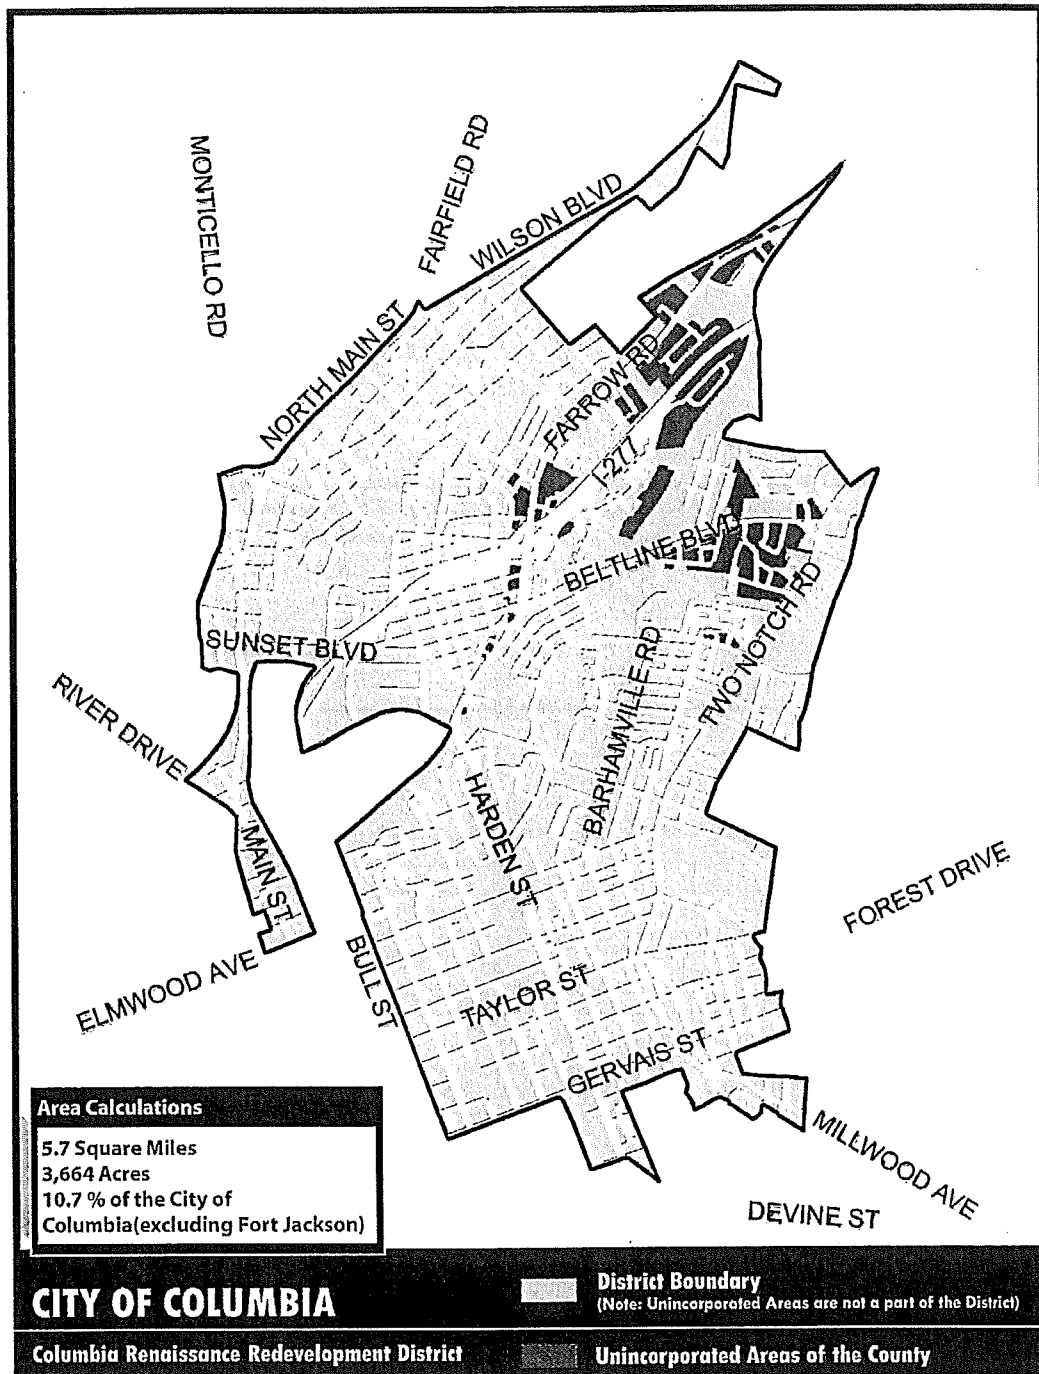 MONTICELLO RD
FAIRFIELD RD
WILSON BLVD
NORTH MAIN ST
FARROW RD
I-277
BELTLINE BLVD
SUNSET BLVD
RIVER DRIVE
BARHAMVILLE RD
TWO NOTCH RD
HARDEN ST
MAIN ST
FOREST DRIVE
BULL ST
ELMWOOD AVE
TAYLOR ST
GERVAIS ST
MILLWOOD AVE
DEVINE ST
Area Calculations
5.7 Square Miles
3,664 Acres
10.7 % of the City of
Columbia(excluding Fort Jackson)
CITY OF COLUMBIA
District Boundary
(Note: Unincorporated Areas are not a part of the District)
Columbia Renaissance Redevelopment District
Unincorporated Areas of the County